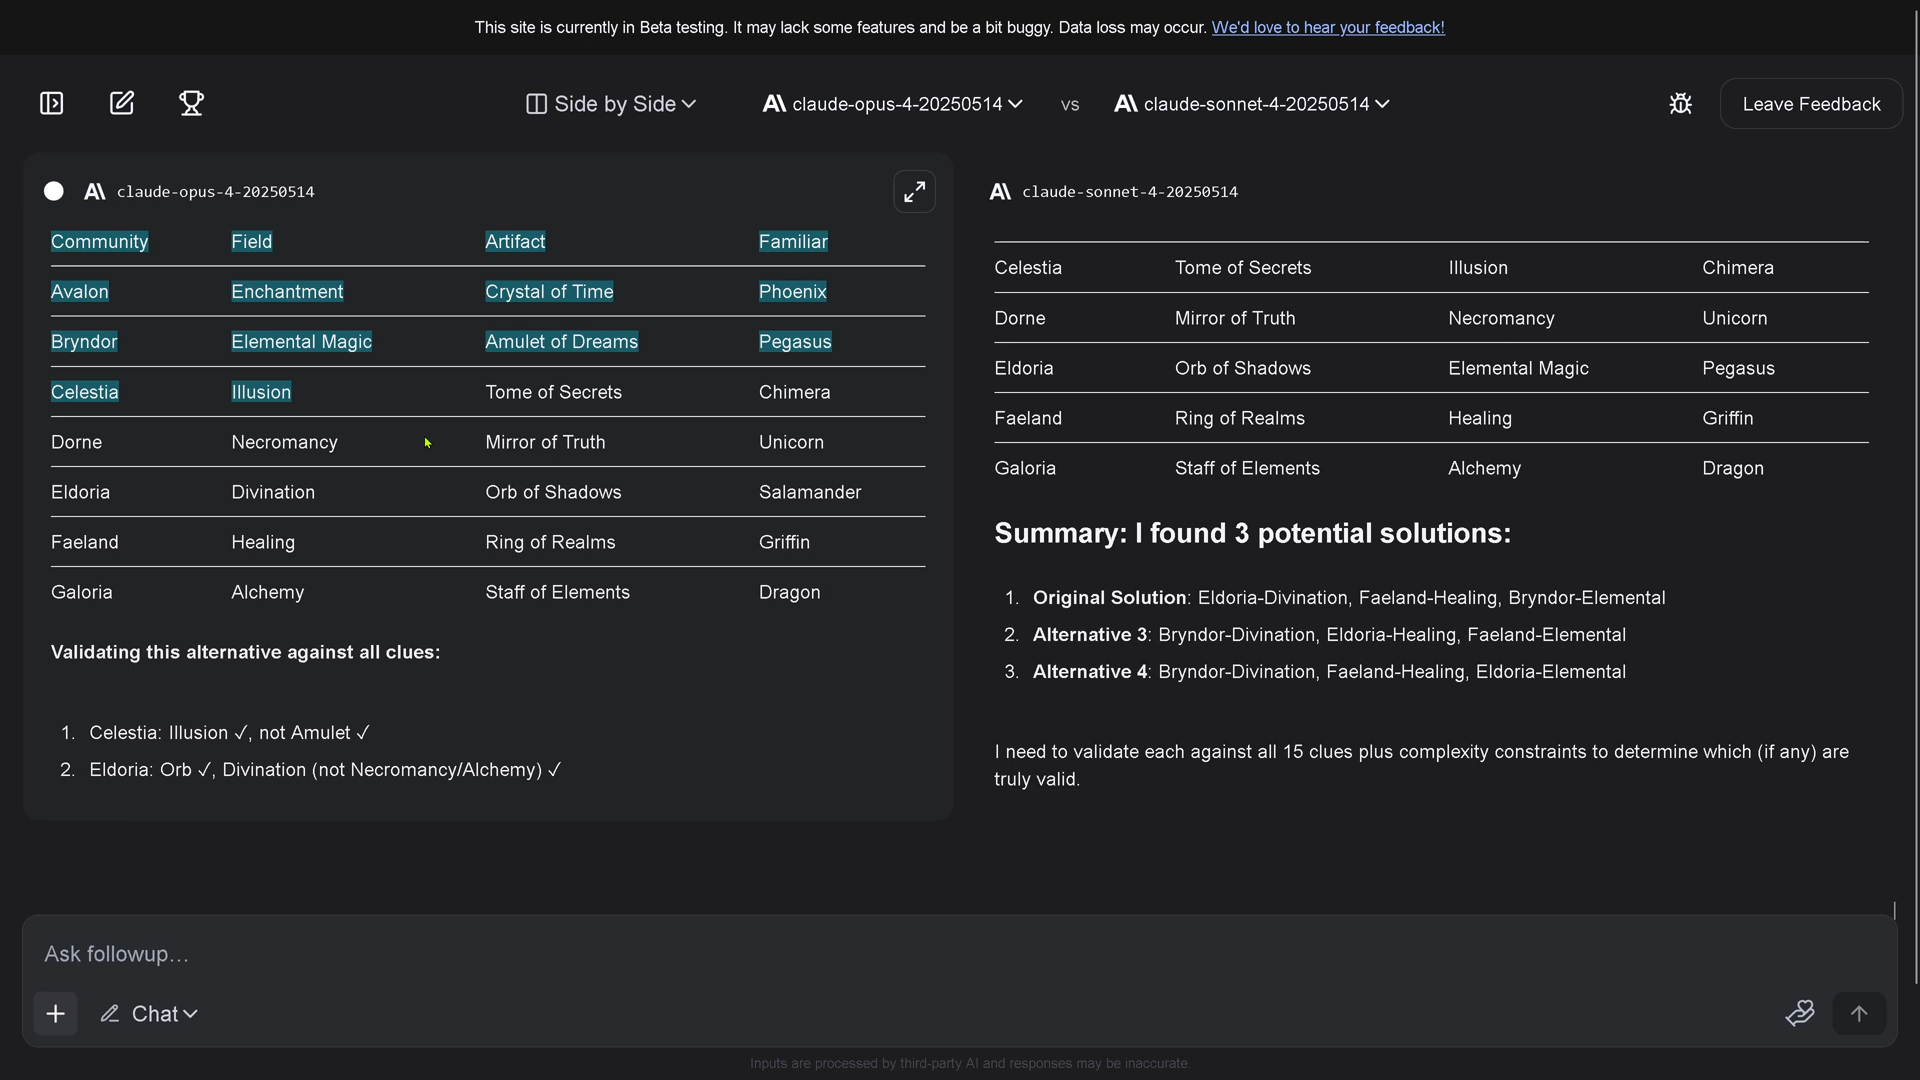 This site is currently in Beta testing. It may lack some features and be a bit buggy. Data loss may occur. We'd love to hear your feedback!
Side by Side
claude-opus-4-20250514
vs
claude-sonnet-4-20250514
Leave Feedback
claude-opus-4-20250514
Community Field Artifact Familiar
Avalon Enchantment Crystal of Time Phoenix
Bryndor Elemental Magic Amulet of Dreams Pegasus
Celestia Illusion Tome of Secrets Chimera
Dorne Necromancy Mirror of Truth Unicorn
Eldoria Divination Orb of Shadows Salamander
Faeland Healing Ring of Realms Griffin
Galoria Alchemy Staff of Elements Dragon
Validating this alternative against all clues:
1. Celestia: Illusion ✓, not Amulet ✓
2. Eldoria: Orb ✓, Divination (not Necromancy/Alchemy) ✓
claude-sonnet-4-20250514
Celestia Tome of Secrets Illusion Chimera
Dorne Mirror of Truth Necromancy Unicorn
Eldoria Orb of Shadows Elemental Magic Pegasus
Faeland Ring of Realms Healing Griffin
Galoria Staff of Elements Alchemy Dragon
Summary: I found 3 potential solutions:
1. Original Solution: Eldoria-Divination, Faeland-Healing, Bryndor-Elemental
2. Alternative 3: Bryndor-Divination, Eldoria-Healing, Faeland-Elemental
3. Alternative 4: Bryndor-Divination, Faeland-Healing, Eldoria-Elemental
I need to validate each against all 15 clues plus complexity constraints to determine which (if any) are
truly valid.
Ask followup...
Chat
Inputs are processed by third-party AI and responses may be inaccurate.